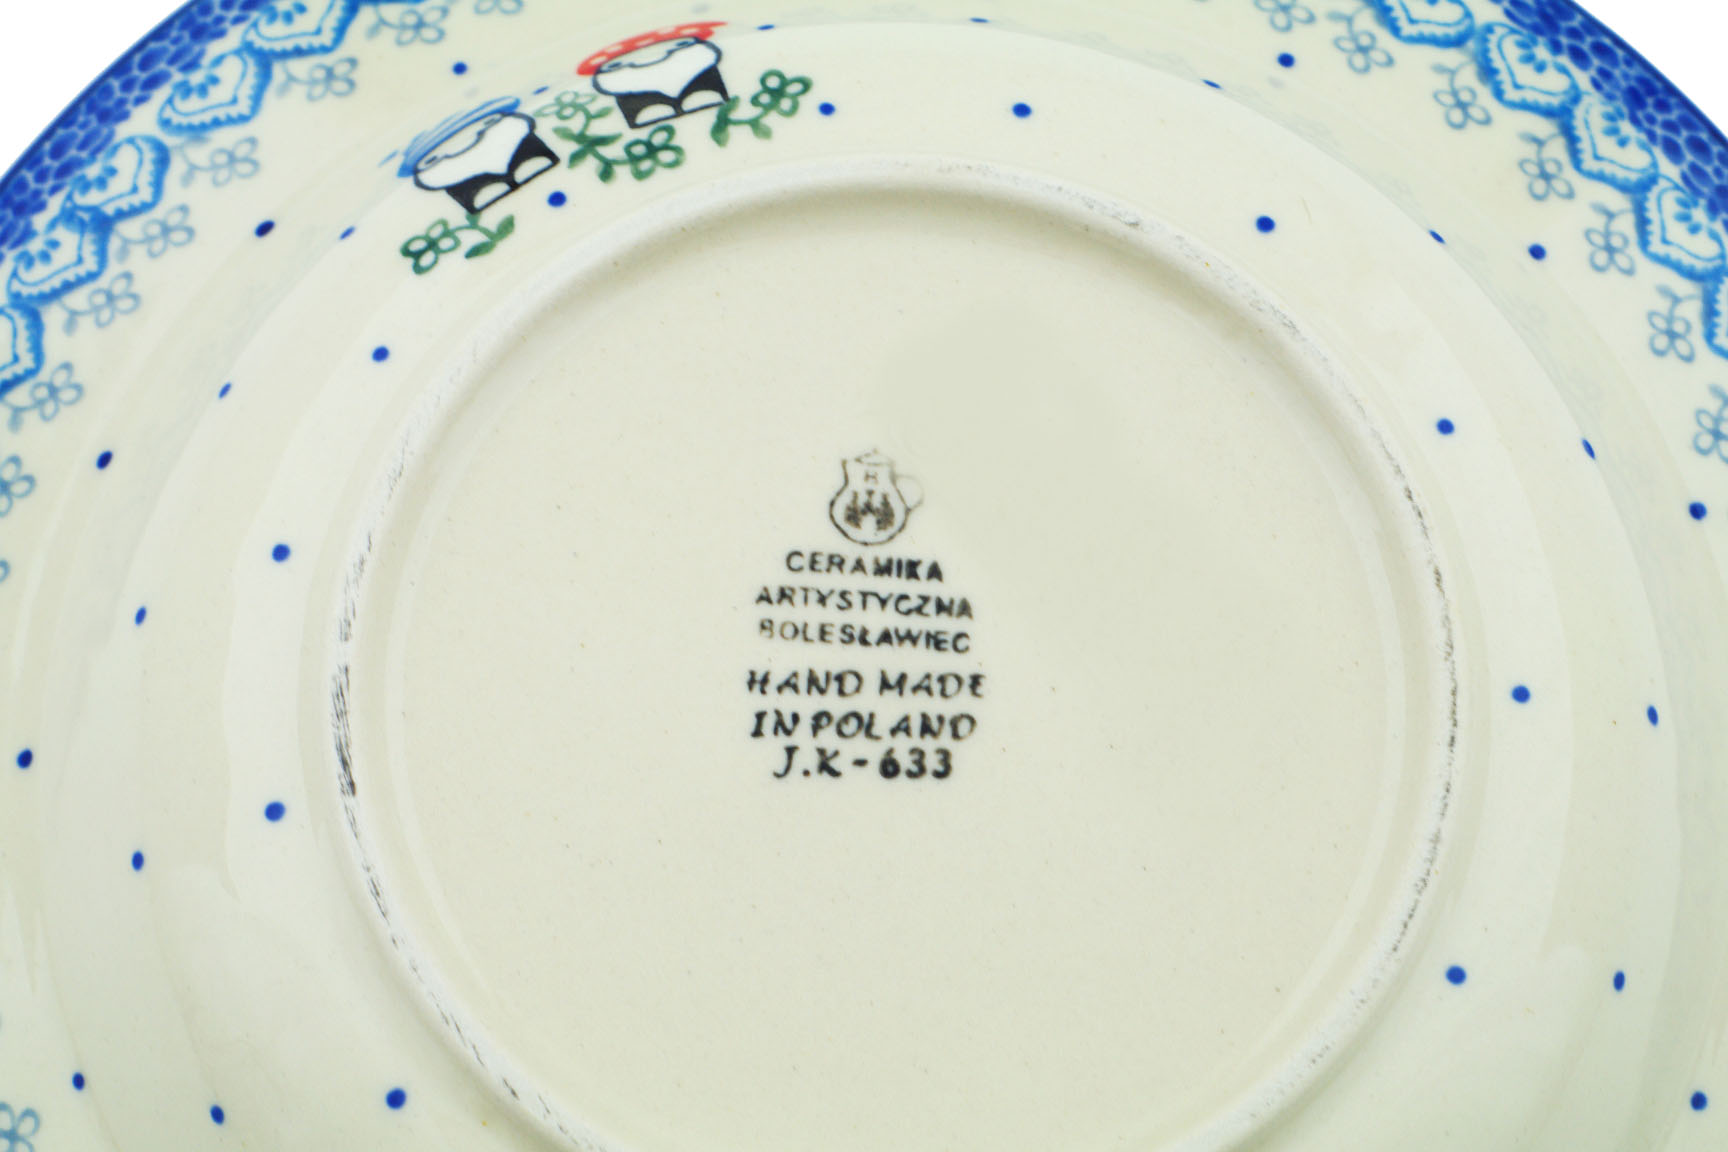 CERAMIKA
ARTYSTYCZNA
BOLESŁAWIEC
HAND MADE
IN POLAND
J.K-633